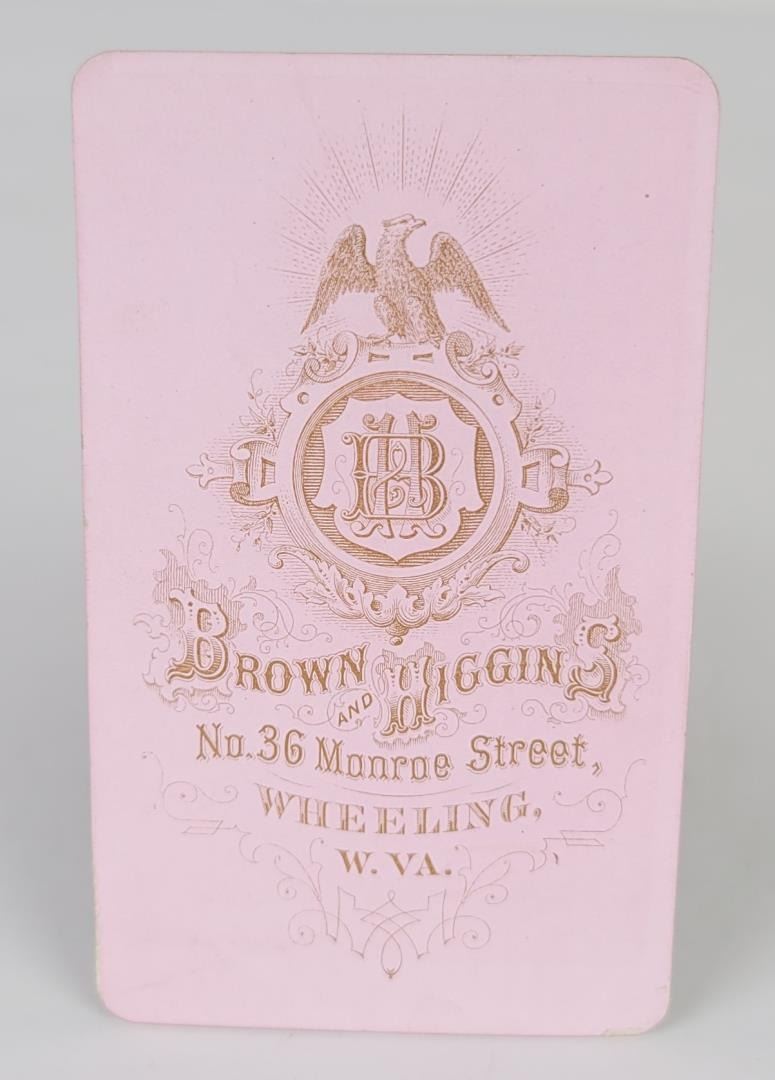 B&H
BROWN AND HIGGINS
No. 36 Monroe Street,
WHEELING,
W. VA.